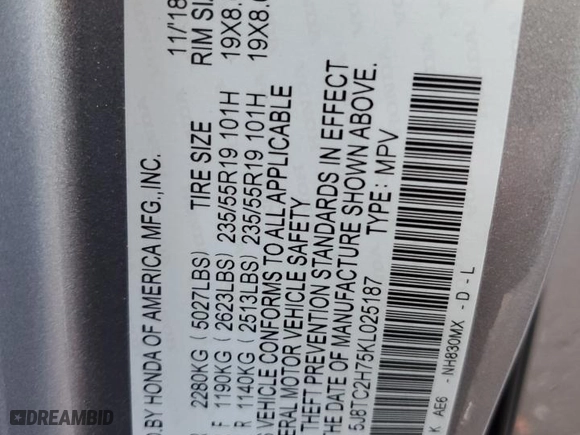 D.BY HONDA OF AMERICA MFG.,INC. 11/'18
2280KG ( 5027LBS) TIRE SIZE RIM SIZ
F 1190KG ( 2623LBS) 235/55R19 101H 19X8.
R 1140KG ( 2513LBS) 235/55R19 101H 19X8.
S VEHICLE CONFORMS TO ALL APPLICABLE
ERAL MOTOR VEHICLE SAFETY
THEFT PREVENTION STANDARDS IN EFFECT
DATE OF MANUFACTURE SHOWN ABOVE.
5J8TC2H75KL025187 TYPE: MPV
K AE6 -NH830MX -D-L
DREAMBID